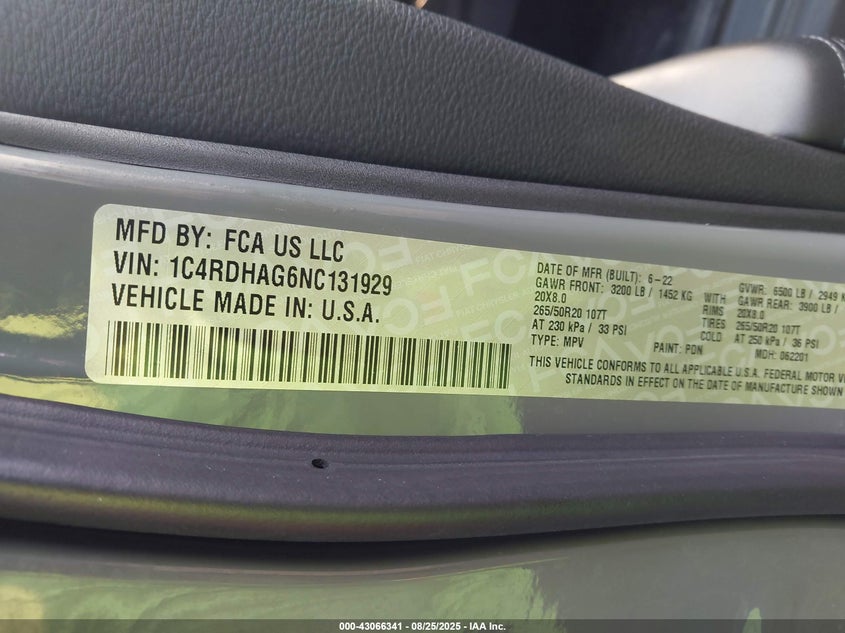 MFD BY: FCA US LLC
VIN: 1C4RDHAG6NC131929
VEHICLE MADE IN: U.S.A.
DATE OF MFR (BUILT): 6-22 GVWR: 6500 LB / 2949 K
GAWR FRONT: 3200 LB / 1452 KG WITH GAWR REAR: 3900 LB /
20X8.0 RIMS 20X8.0
265/50R20 107T TIRES 265/50R20 107T
AT 230 kPa / 33 PSI COLD AT 250 kPa / 36 PSI
TYPE: MPV PAINT: PDN MDH: 062201
THIS VEHICLE CONFORMS TO ALL APPLICABLE U.S.A. FEDERAL MOTOR VE
STANDARDS IN EFFECT ON THE DATE OF MANUFACTURE SHOWN
000-43066341 - 08/25/2025 - IAA Inc.